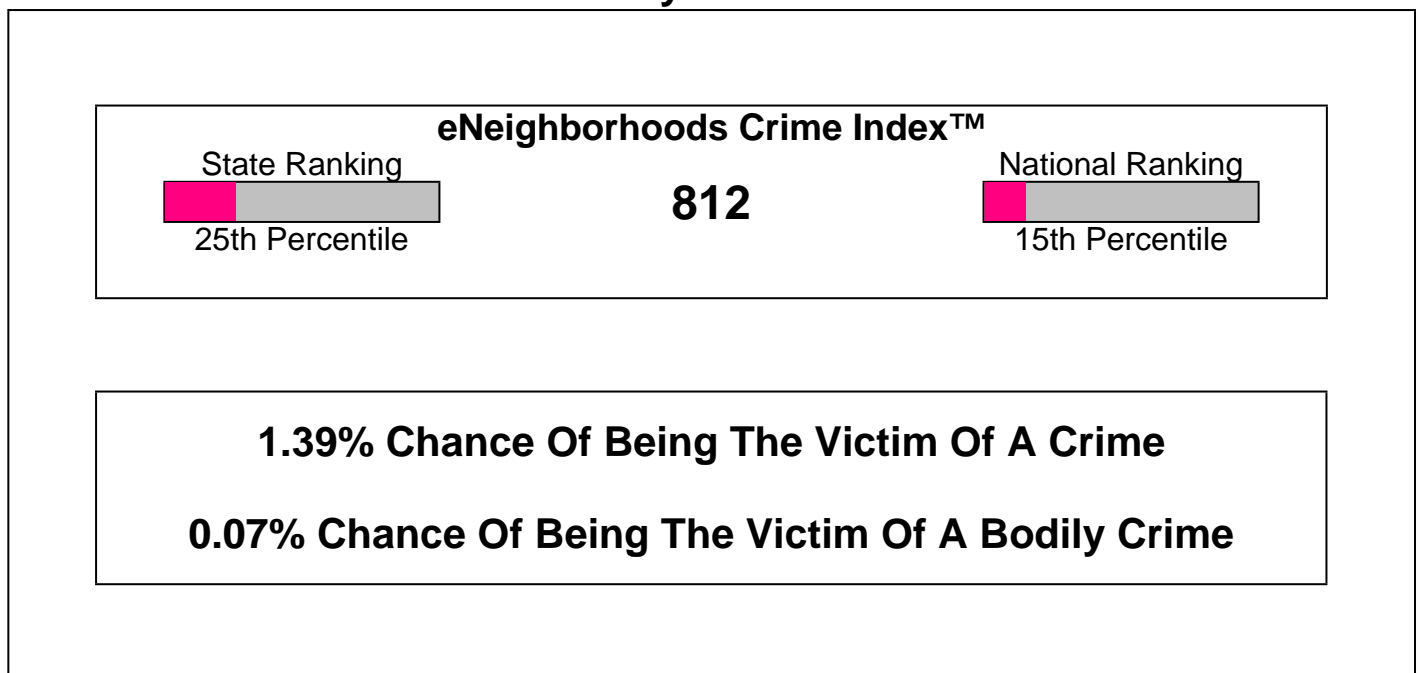 eNeighborhoods Crime Index™
State Ranking
812
National Ranking
25th Percentile
15th Percentile
1.39% Chance Of Being The Victim Of A Crime
0.07% Chance Of Being The Victim Of A Bodily Crime